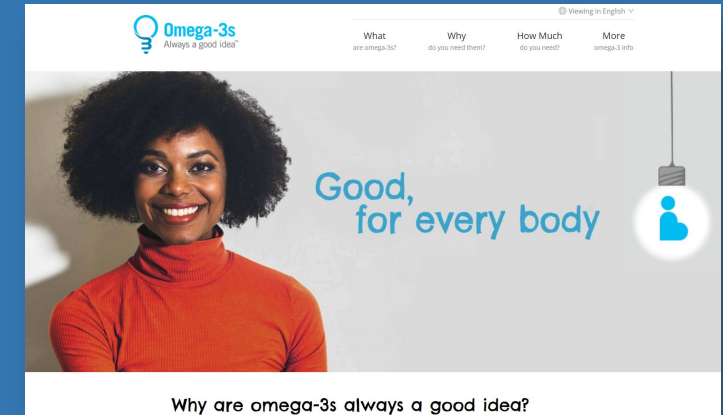 Viewing in English
Omega-3s
Always a good idea™
What
are omega-3s?
Why
do you need them?
How Much
do you need?
More
omega-3 info
Good,
for every body
Why are omega-3s always a good idea?